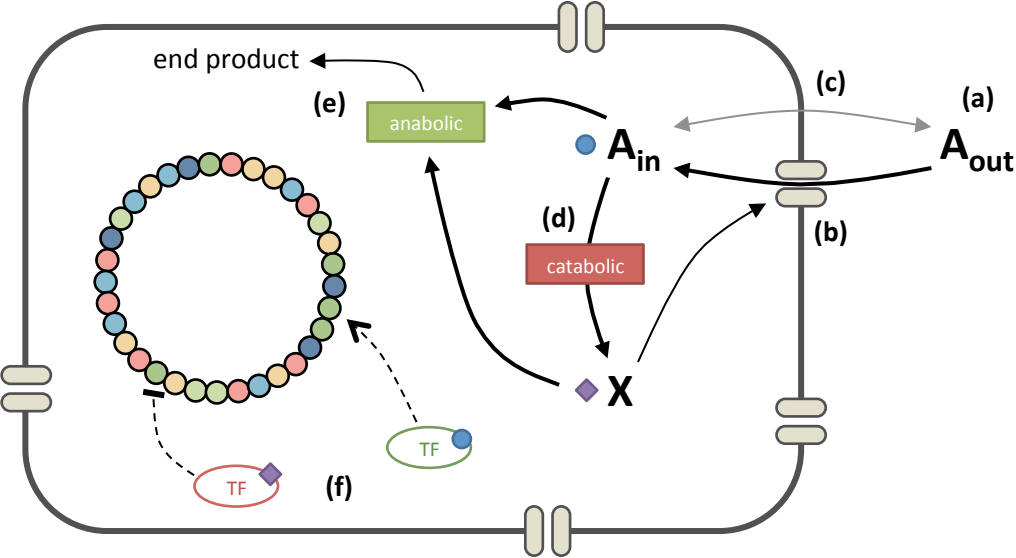 end product
(e)
anabolic
(c)
(a)
A_in
A_out
(d)
(b)
catabolic
X
TF
TF
(f)